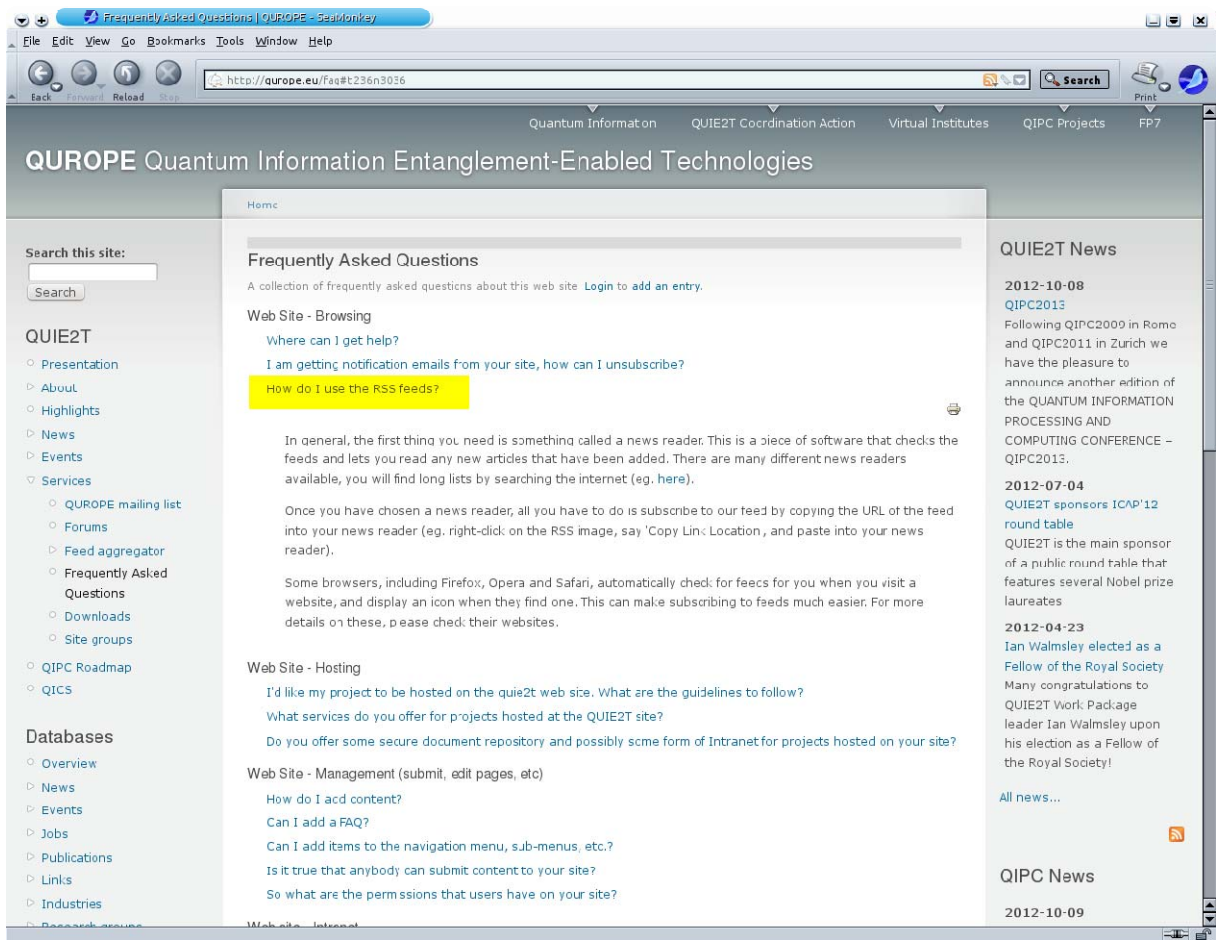 Frequently Asked Questions | QUROPE - SeaMonkey
File Edit View Go Bookmarks Tools Window Help
Back Forward Reload Stop
http://qurope.eu/faq#t236n3036
Search
Print
Quantum Information QUIE2T Coordination Action Virtual Institutes QIPC Projects FP7
QUROPE Quantum Information Entanglement-Enabled Technologies
Home
Search this site:
Search
QUIE2T
Presentation
About
Highlights
News
Events
Services
QUROPE mailing list
Forums
Feed aggregator
Frequently Asked
Questions
Downloads
Site groups
QIPC Roadmap
QICS
Databases
Overview
News
Events
Jobs
Publications
Links
Industries
Research groups
Frequently Asked Questions
A collection of frequently asked questions about this web site Login to add an entry.
Web Site - Browsing
Where can I get help?
I am getting notification emails from your site, how can I unsubscribe?
How do I use the RSS feeds?
In general, the first thing you need is something called a news reader. This is a piece of software that checks the
feeds and lets you read any new articles that have been added. There are many different news readers
available, you will find long lists by searching the internet (eg. here).
Once you have chosen a news reader, all you have to do is subscribe to our feed by copying the URL of the feed
into your news reader (eg. right-click on the RSS image, say 'Copy Link Location', and paste into your news
reader).
Some browsers, including Firefox, Opera and Safari, automatically check for feeds for you when you visit a
website, and display an icon when they find one. This can make subscribing to feeds much easier. For more
details on these, please check their websites.
Web Site - Hosting
I'd like my project to be hosted on the quie2t web site. What are the guidelines to follow?
What services do you offer for projects hosted at the QUIE2T site?
Do you offer some secure document repository and possibly some form of Intranet for projects hosted on your site?
Web Site - Management (submit, edit pages, etc)
How do I add content?
Can I add a FAQ?
Can I add items to the navigation menu, sub-menus, etc.?
Is it true that anybody can submit content to your site?
So what are the permissions that users have on your site?
Web site - Intranet
QUIE2T News
2012-10-08
QIPC2013
Following QIPC2009 in Rome
and QIPC2011 in Zurich we
have the pleasure to
announce another edition of
the QUANTUM INFORMATION
PROCESSING AND
COMPUTING CONFERENCE –
QIPC2013.
2012-07-04
QUIE2T sponsors ICAP'12
round table
QUIE2T is the main sponsor
of a public round table that
features several Nobel prize
laureates
2012-04-23
Ian Walmsley elected as a
Fellow of the Royal Society
Many congratulations to
QUIE2T Work Package
leader Ian Walmsley upon
his election as a Fellow of
the Royal Society!
All news...
QIPC News
2012-10-09